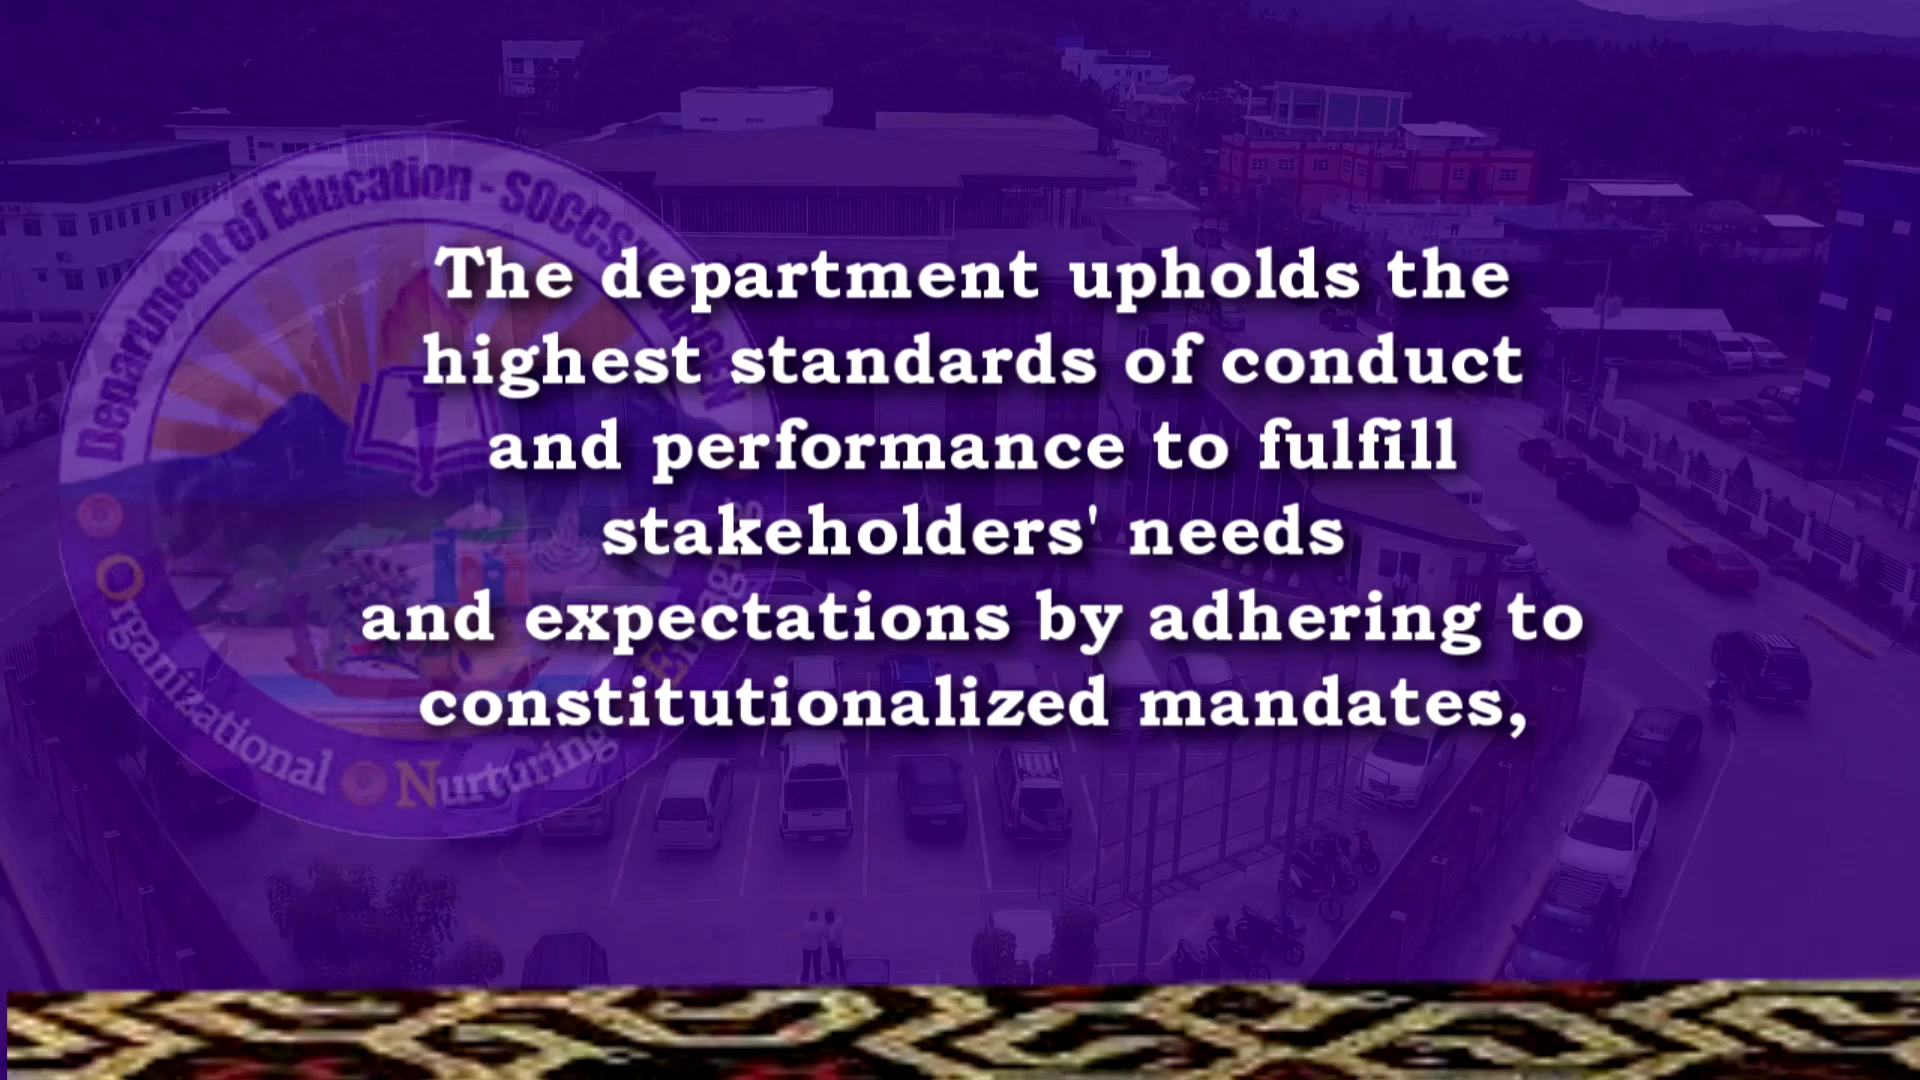 Department of Education - SOCCSKSARGEN
The department upholds the
highest standards of conduct
and performance to fulfill
stakeholders' needs
and expectations by adhering to
constitutionalized mandates,
Organizational Nurturing